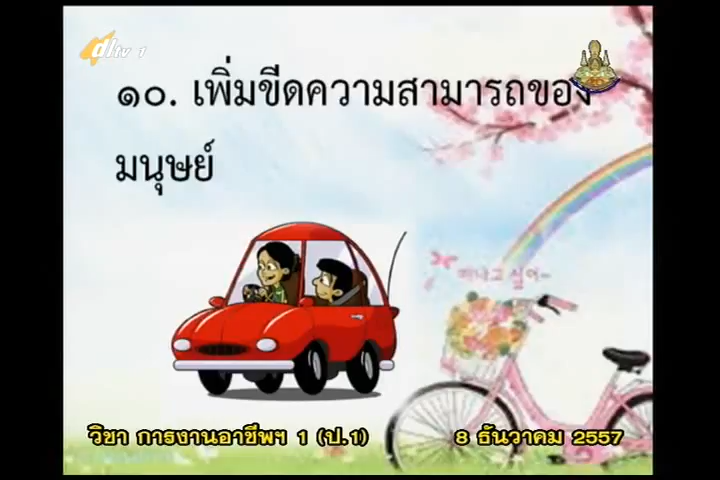 dltv 1
๑๐. เพิ่มขีดความสามารถของ
มนุษย์
วิชา การงานอาชีพฯ 1 (ป.1)
8 ธันวาคม 2557